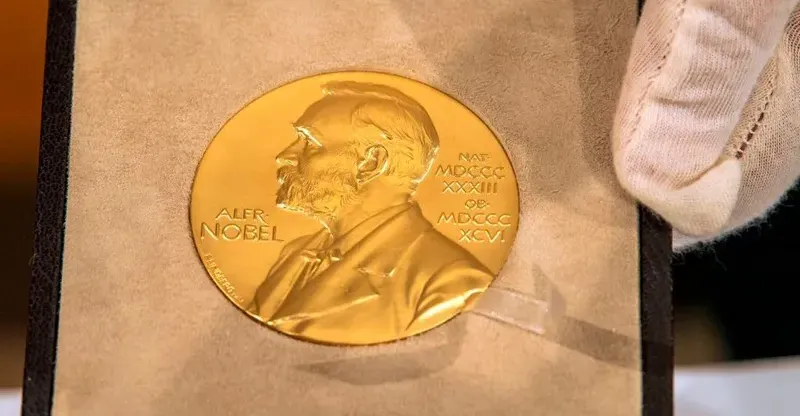 ALFR·
NOBEL
NAT·
MDCCC
XXXIII
OB·
MDCCC
XCVI